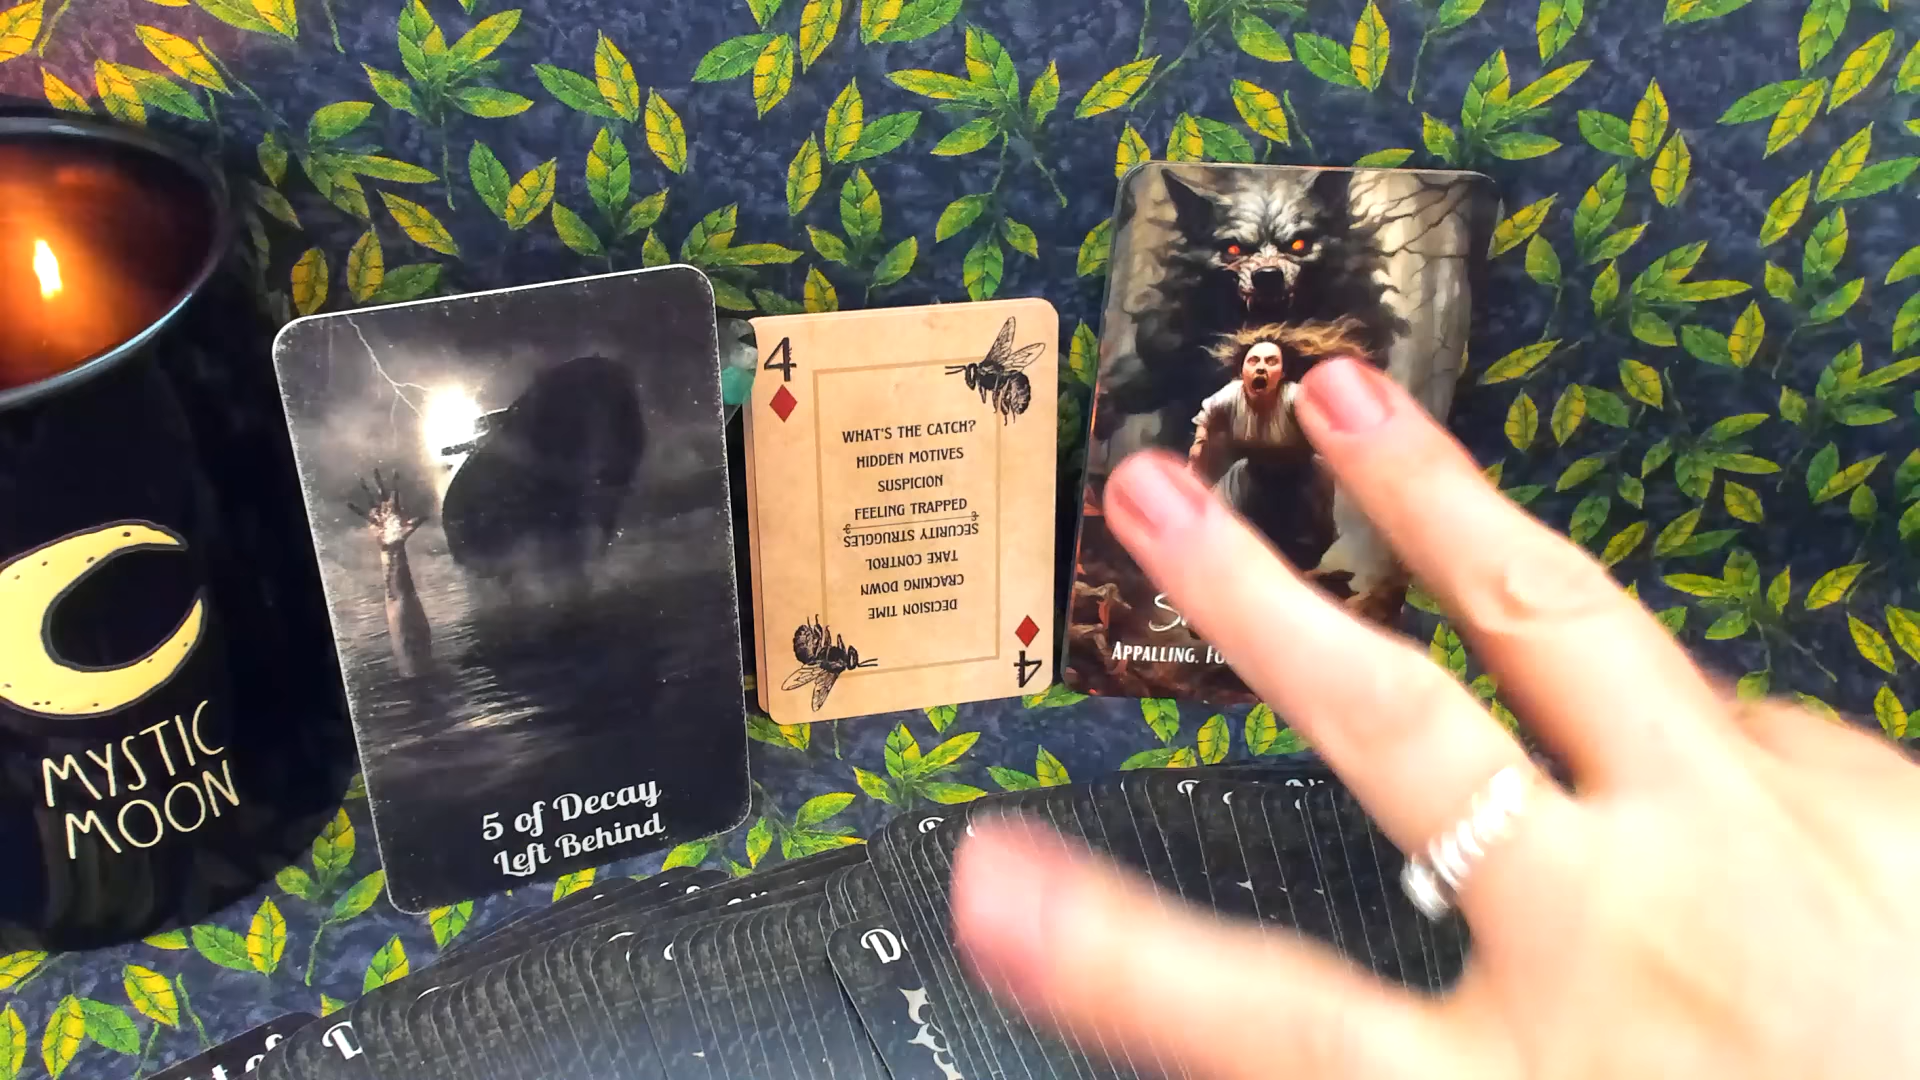 MYSTIC
MOON
5 of Decay
Left Behind
4
WHAT'S THE CATCH?
HIDDEN MOTIVES
SUSPICION
FEELING TRAPPED
SECURITY STRUGGLES
TAKE CONTROL
CRACKING DOWN
DECISION TIME
4
APPALLING.